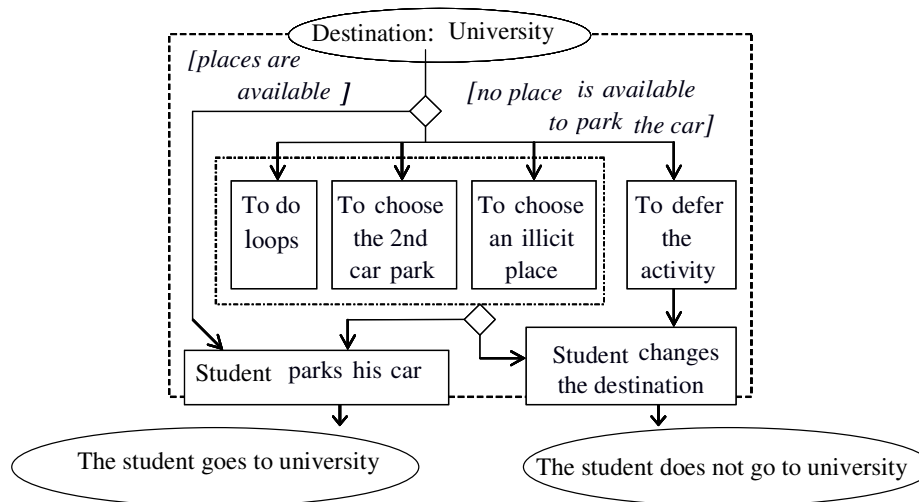 Destination: University
[places are
available ]
[no place is available
to park the car]
To do
loops
To choose
the 2nd
car park
To choose
an illicit
place
To defer
the
activity
Student parks his car
Student changes
the destination
The student goes to university
The student does not go to university